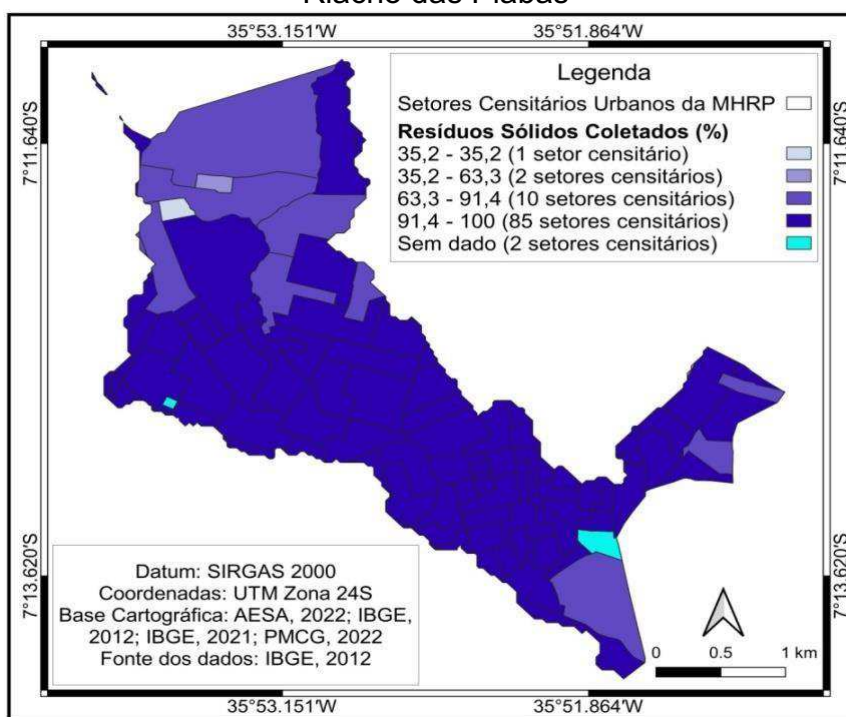 Riacho das Piabas
35°53.151'W 35°51.864'W
Legenda
Setores Censitários Urbanos da MHRP
Resíduos Sólidos Coletados (%)
35,2 - 35,2 (1 setor censitário)
35,2 - 63,3 (2 setores censitários)
63,3 - 91,4 (10 setores censitários)
91,4 - 100 (85 setores censitários)
Sem dado (2 setores censitários)
7°11.640'S
7°11.640'S
7°13.620'S
7°13.620'S
Datum: SIRGAS 2000
Coordenadas: UTM Zona 24S
Base Cartográfica: AESA, 2022; IBGE,
2012; IBGE, 2021; PMCG, 2022
Fonte dos dados: IBGE, 2012
0 0.5 1 km
35°53.151'W 35°51.864'W